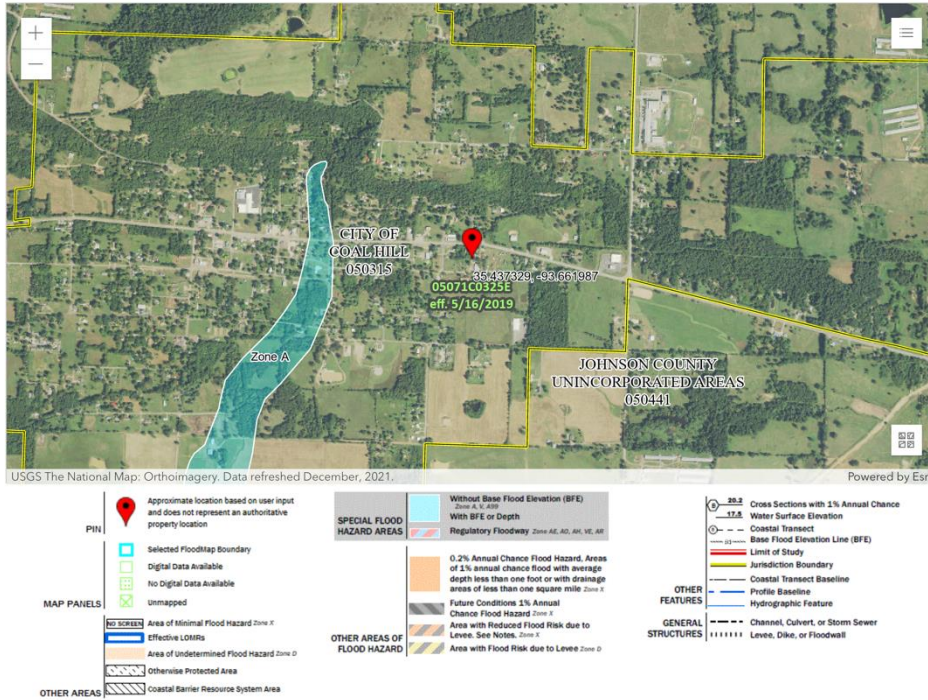 CITY OF
COAL HILL
050315
35.437329, -93.661987
05071C0325E
eff. 5/16/2019
Zone A
JOHNSON COUNTY
UNINCORPORATED AREAS
050441
USGS The National Map: Orthoimagery. Data refreshed December, 2021.
Powered by Esr
PIN
Approximate location based on user input
and does not represent an authoritative
property location
MAP PANELS
Selected FloodMap Boundary
Digital Data Available
No Digital Data Available
Unmapped
OTHER AREAS
NO SCREEN Area of Minimal Flood Hazard Zone X
Effective LOMRs
Area of Undetermined Flood Hazard Zone D
Otherwise Protected Area
Coastal Barrier Resource System Area
SPECIAL FLOOD
HAZARD AREAS
Without Base Flood Elevation (BFE)
Zone A, V, A99
With BFE or Depth
Regulatory Floodway Zone AE, AO, AH, VE, AR
OTHER AREAS OF
FLOOD HAZARD
0.2% Annual Chance Flood Hazard, Areas
of 1% annual chance flood with average
depth less than one foot or with drainage
areas of less than one square mile Zone X
Future Conditions 1% Annual
Chance Flood Hazard Zone X
Area with Reduced Flood Risk due to
Levee. See Notes. Zone X
Area with Flood Risk due to Levee Zone D
OTHER
FEATURES
20.2 Cross Sections with 1% Annual Chance
17.5 Water Surface Elevation
Coastal Transect
Base Flood Elevation Line (BFE)
Limit of Study
Jurisdiction Boundary
Coastal Transect Baseline
Profile Baseline
Hydrographic Feature
GENERAL
STRUCTURES
Channel, Culvert, or Storm Sewer
Levee, Dike, or Floodwall